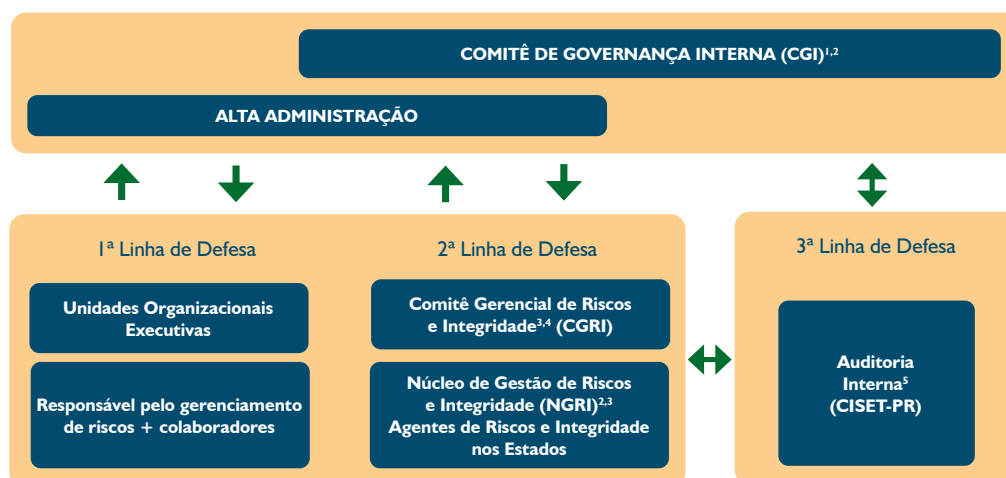 COMITÊ DE GOVERNANÇA INTERNA (CGI)¹,²
ALTA ADMINISTRAÇÃO
1ª Linha de Defesa
Unidades Organizacionais
Executivas
Responsável pelo gerenciamento
de riscos + colaboradores
2ª Linha de Defesa
Comitê Gerencial de Riscos
e Integridade³,⁴ (CGRI)
Núcleo de Gestão de Riscos
e Integridade (NGRI)²,³
Agentes de Riscos e Integridade
nos Estados
3ª Linha de Defesa
Auditoria
Interna⁵
(CISET-PR)